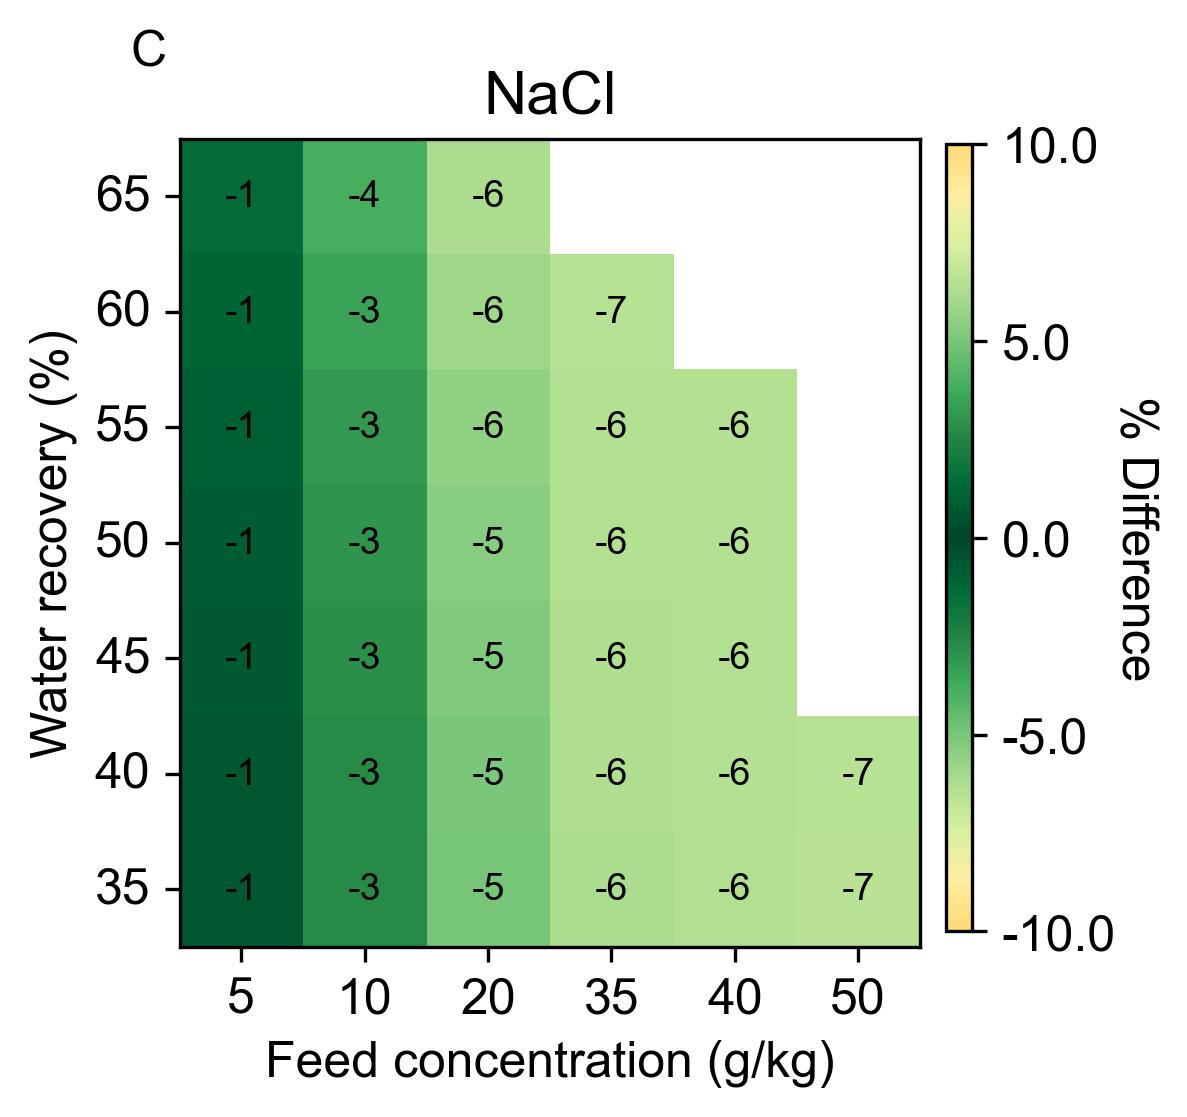 C
NaCl
65 -1 -4 -6
60 -1 -3 -6 -7
55 -1 -3 -6 -6 -6
50 -1 -3 -5 -6 -6
45 -1 -3 -5 -6 -6
40 -1 -3 -5 -6 -6 -7
35 -1 -3 -5 -6 -6 -7
5 10 20 35 40 50
Feed concentration (g/kg)
Water recovery (%)
10.0
5.0
0.0
-5.0
-10.0
% Difference